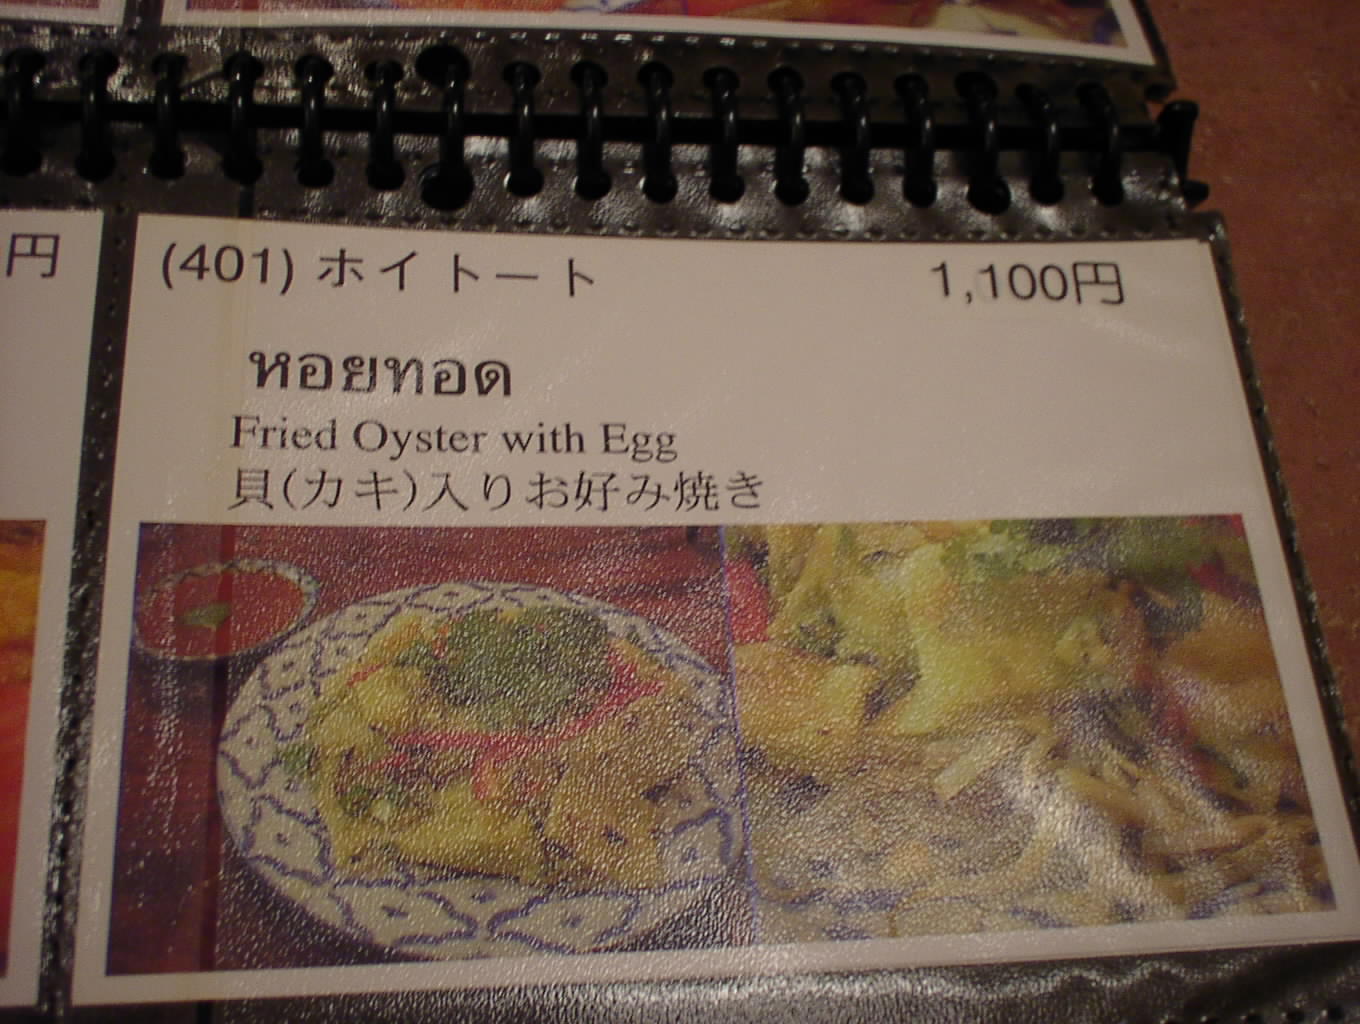 円
(401) ホイトート 1,100円
หอยทอด
Fried Oyster with Egg
貝(カキ)入りお好み焼き